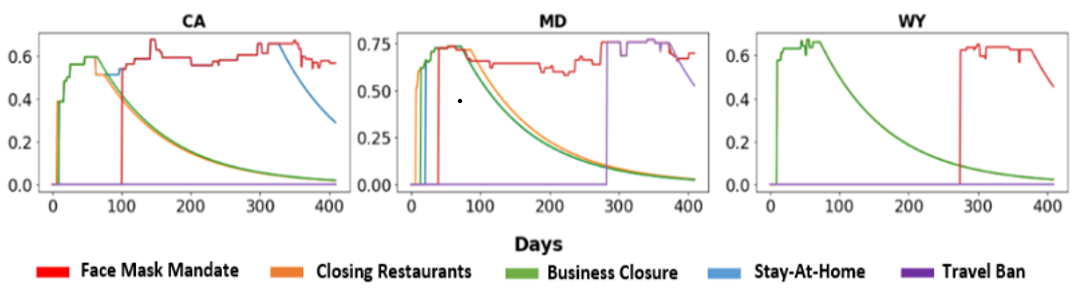 CA MD WY
0.6 0.4 0.2 0.0
0.75 0.50 0.25 0.00
0.6 0.4 0.2 0.0
0 100 200 300 400 0 100 200 300 400 0 100 200 300 400
Days
Face Mask Mandate Closing Restaurants Business Closure Stay-At-Home Travel Ban